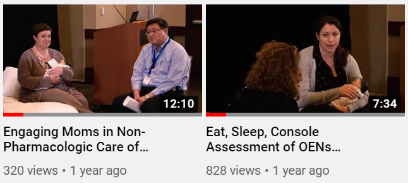 12:10
7:34
Engaging Moms in Non-
Pharmacologic Care of...
320 views • 1 year ago
Eat, Sleep, Console
Assessment of OENs...
828 views • 1 year ago